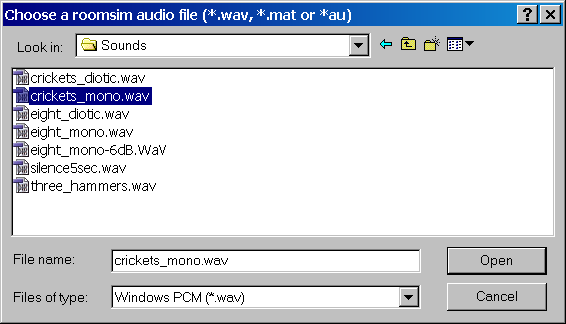 Choose a roomsim audio file (*.wav, *.mat or *au)
Look in: Sounds
crickets_diotic.wav
crickets_mono.wav
eight_diotic.wav
eight_mono.wav
eight_mono-6dB.WaV
silence5sec.wav
three_hammers.wav
File name: crickets_mono.wav Open
Files of type: Windows PCM (*.wav) Cancel